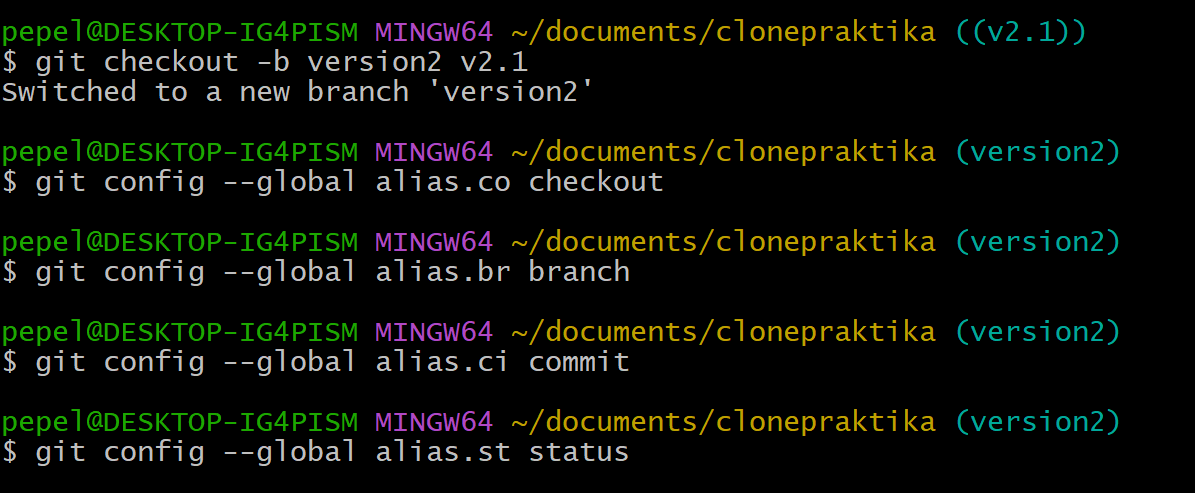 pepel@DESKTOP-IG4PISM MINGW64 ~/documents/clonepraktika ((v2.1))
$ git checkout -b version2 v2.1
Switched to a new branch 'version2'
pepel@DESKTOP-IG4PISM MINGW64 ~/documents/clonepraktika (version2)
$ git config --global alias.co checkout
pepel@DESKTOP-IG4PISM MINGW64 ~/documents/clonepraktika (version2)
$ git config --global alias.br branch
pepel@DESKTOP-IG4PISM MINGW64 ~/documents/clonepraktika (version2)
$ git config --global alias.ci commit
pepel@DESKTOP-IG4PISM MINGW64 ~/documents/clonepraktika (version2)
$ git config --global alias.st status